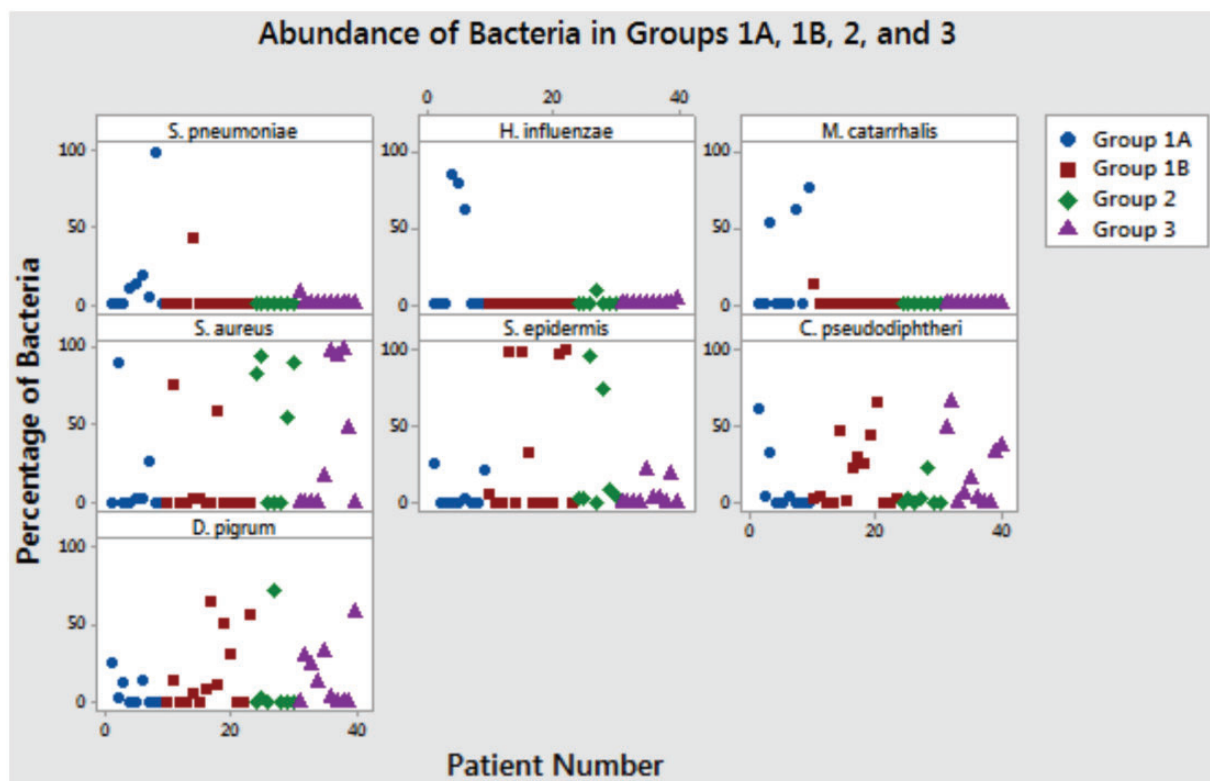 Abundance of Bacteria in Groups 1A, 1B, 2, and 3
0 20 40
S. pneumoniae H. influenzae M. catarrhalis
100 100 100
50 50 50
0 0 0
S. aureus S. epidermis C. pseudodiphtheri
100 100 100
50 50 50
0 0 0
D. pigrum
0 20 40
100
50
0
0 20 40
Percentage of Bacteria
Patient Number
Group 1A
Group 1B
Group 2
Group 3